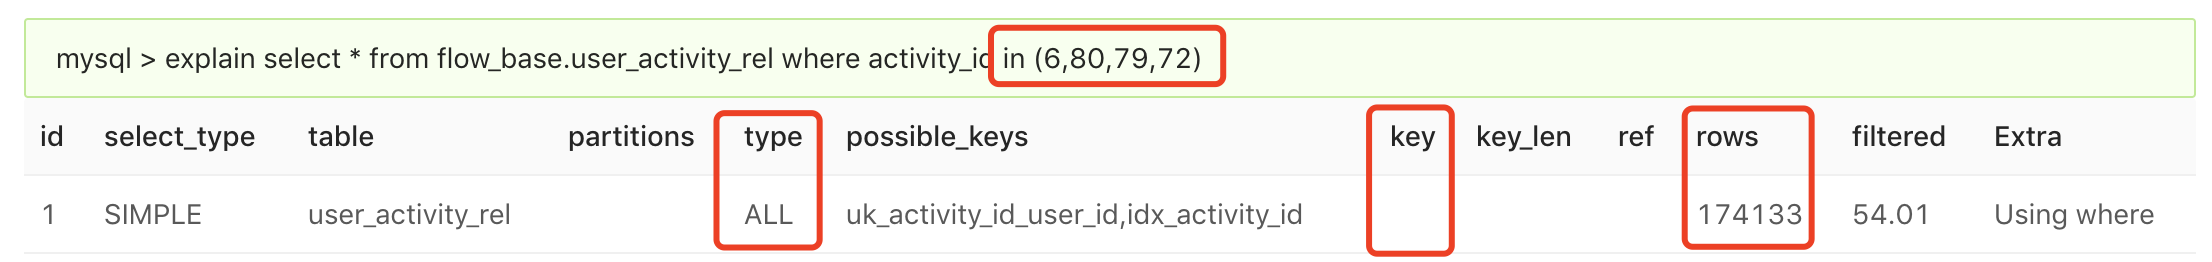 mysql > explain select * from flow_base.user_activity_rel where activity_id in (6,80,79,72)
id select_type table partitions type possible_keys key key_len ref rows filtered Extra
1 SIMPLE user_activity_rel ALL uk_activity_id_user_id,idx_activity_id 174133 54.01 Using where